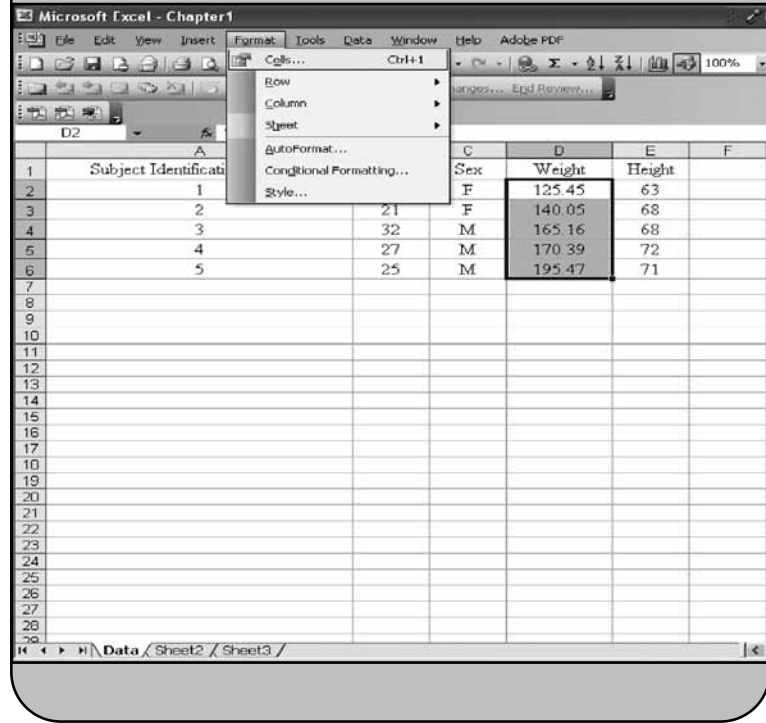 Microsoft Excel - Chapter1
File Edit View Insert Format Tools Data Window Help Adobe PDF
100%
Cells... Ctrl+1
Row
Column
Sheet
AutoFormat...
Conditional Formatting...
Style...
End Review...
D2 fx
A C D E F
1 Subject Identificati Sex Weight Height
2 1 F 125.45 63
3 2 21 F 140.05 68
4 3 32 M 165.16 68
5 4 27 M 170.39 72
6 5 25 M 195.47 71
7
8
9
10
11
12
13
14
15
16
17
18
19
20
21
22
23
24
25
26
27
28
29
Data Sheet2 Sheet3